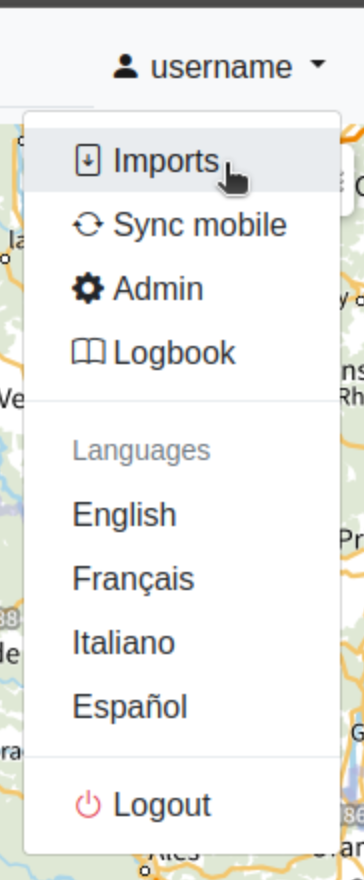 username
Imports
Sync mobile
Admin
Logbook
Languages
English
Français
Italiano
Español
Logout